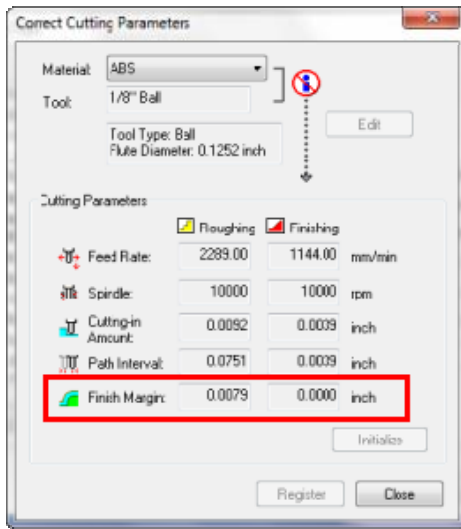 Correct Cutting Parameters
Material: ABS
Tool: 1/8" Ball
Edit
Tool Type: Ball
Flute Diameter: 0.1252 inch
Cutting Parameters
Roughing Finishing
Feed Rate: 2289.00 1144.00 mm/min
Spindle: 10000 10000 rpm
Cutting-in Amount: 0.0092 0.0039 inch
Path Interval: 0.0751 0.0039 inch
Finish Margin: 0.0079 0.0000 inch
Initialize
Register Close